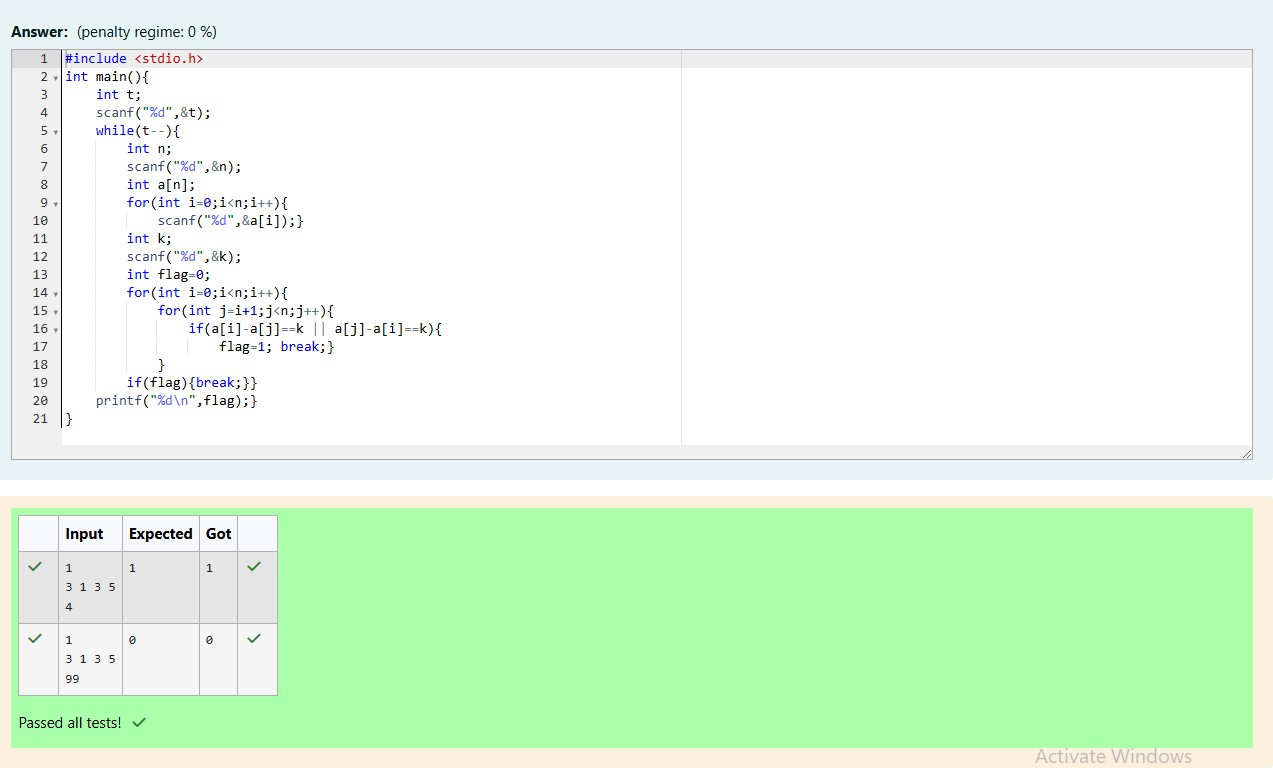 Answer: (penalty regime: 0 %)
1 #include <stdio.h>
2 int main(){
3     int t;
4     scanf("%d",&t);
5     while(t--){
6         int n;
7         scanf("%d",&n);
8         int a[n];
9         for(int i=0;i<n;i++){
10             scanf("%d",&a[i]);}
11         int k;
12         scanf("%d",&k);
13         int flag=0;
14         for(int i=0;i<n;i++){
15             for(int j=i+1;j<n;j++){
16                 if(a[i]-a[j]==k || a[j]-a[i]==k){
17                     flag=1; break;}
18             }
19         if(flag){break;}}
20     printf("%d\n",flag);}
21 }
Input Expected Got
1 1 1
3 1 3 5
4
1 0 0
3 1 3 5
99
Passed all tests!
Activate Windows